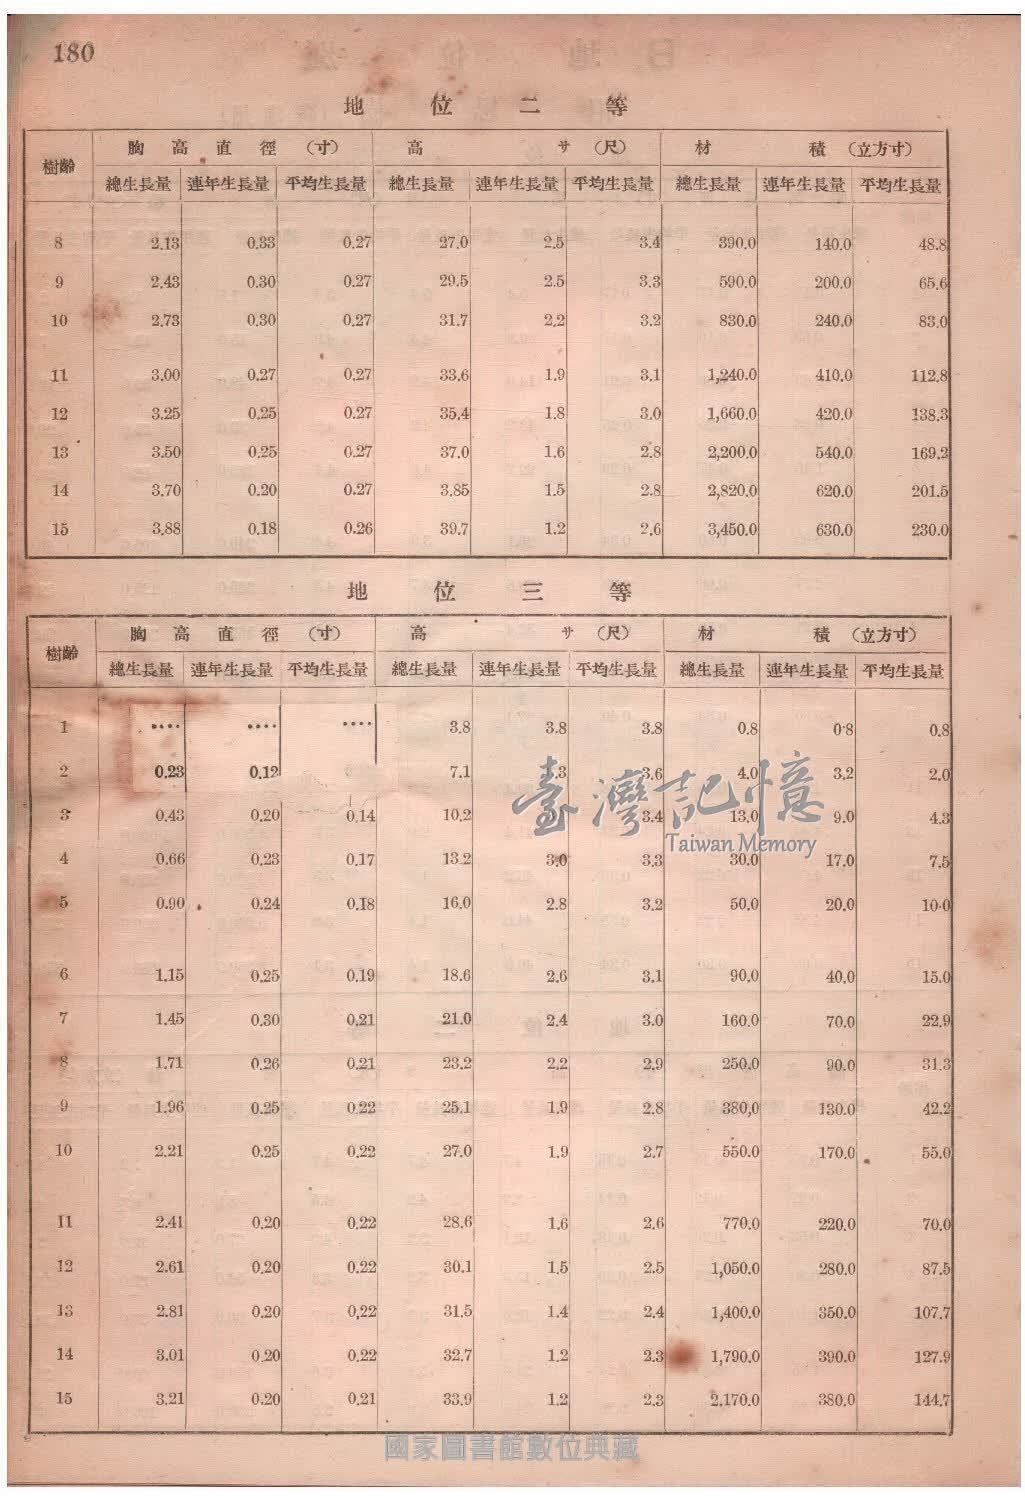 180
地 位 二 等
樹齡 胸高直徑(寸) 高サ(尺) 材積(立方寸)
總生長量 連年生長量 平均生長量 總生長量 連年生長量 平均生長量 總生長量 連年生長量 平均生長量
8 2.13 0.33 0.27 27.0 2.5 3.4 390.0 140.0 48.8
9 2.43 0.30 0.27 29.5 2.5 3.3 590.0 200.0 65.6
10 2.73 0.30 0.27 31.7 2.2 3.2 830.0 240.0 83.0
11 3.00 0.27 0.27 33.6 1.9 3.1 1,240.0 410.0 112.8
12 3.25 0.25 0.27 35.4 1.8 3.0 1,660.0 420.0 138.3
13 3.50 0.25 0.27 37.0 1.6 2.8 2,200.0 540.0 169.2
14 3.70 0.20 0.27 3.85 1.5 2.8 2,820.0 620.0 201.5
15 3.88 0.18 0.26 39.7 1.2 2.6 3,450.0 630.0 230.0
地 位 三 等
樹齡 胸高直徑(寸) 高サ(尺) 材積(立方寸)
總生長量 連年生長量 平均生長量 總生長量 連年生長量 平均生長量 總生長量 連年生長量 平均生長量
1 •••• •••• •••• 3.8 3.8 3.8 0.8 0·8 0.8
2 0.23 0.12 7.1 3.6 4.0 3.2 2.0
3 0.43 0.20 0.14 10.2 3.4 13.0 9.0 4.3
4 0.66 0.23 0.17 13.2 3.0 3.3 30.0 17.0 7.5
5 0.90 0.24 0.18 16.0 2.8 3.2 50.0 20.0 10·0
6 1.15 0.25 0.19 18.6 2.6 3.1 90.0 40.0 15.0
7 1.45 0.30 0.21 21.0 2.4 3.0 160.0 70.0 22.9
8 1.71 0.26 0.21 23.2 2.2 2.9 250.0 90.0 31.3
9 1.96 0.25 0.22 25.1 1.9 2.8 380,0 130.0 42.2
10 2.21 0.25 0.22 27.0 1.9 2.7 550.0 170.0 55.0
11 2.41 0.20 0.22 28.6 1.6 2.6 770.0 220.0 70.0
12 2.61 0.20 0.22 30.1 1.5 2.5 1,050.0 280.0 87.5
13 2.81 0.20 0,22 31.5 1.4 2.4 1,400.0 350.0 107.7
14 3.01 0.20 0.22 32.7 1.2 2.3 1,790.0 390.0 127.9
15 3.21 0.20 0.21 33.9 1.2 2.3 2.170.0 380.0 144.7
臺灣記憶
Taiwan Memory
國家圖書館數位典藏